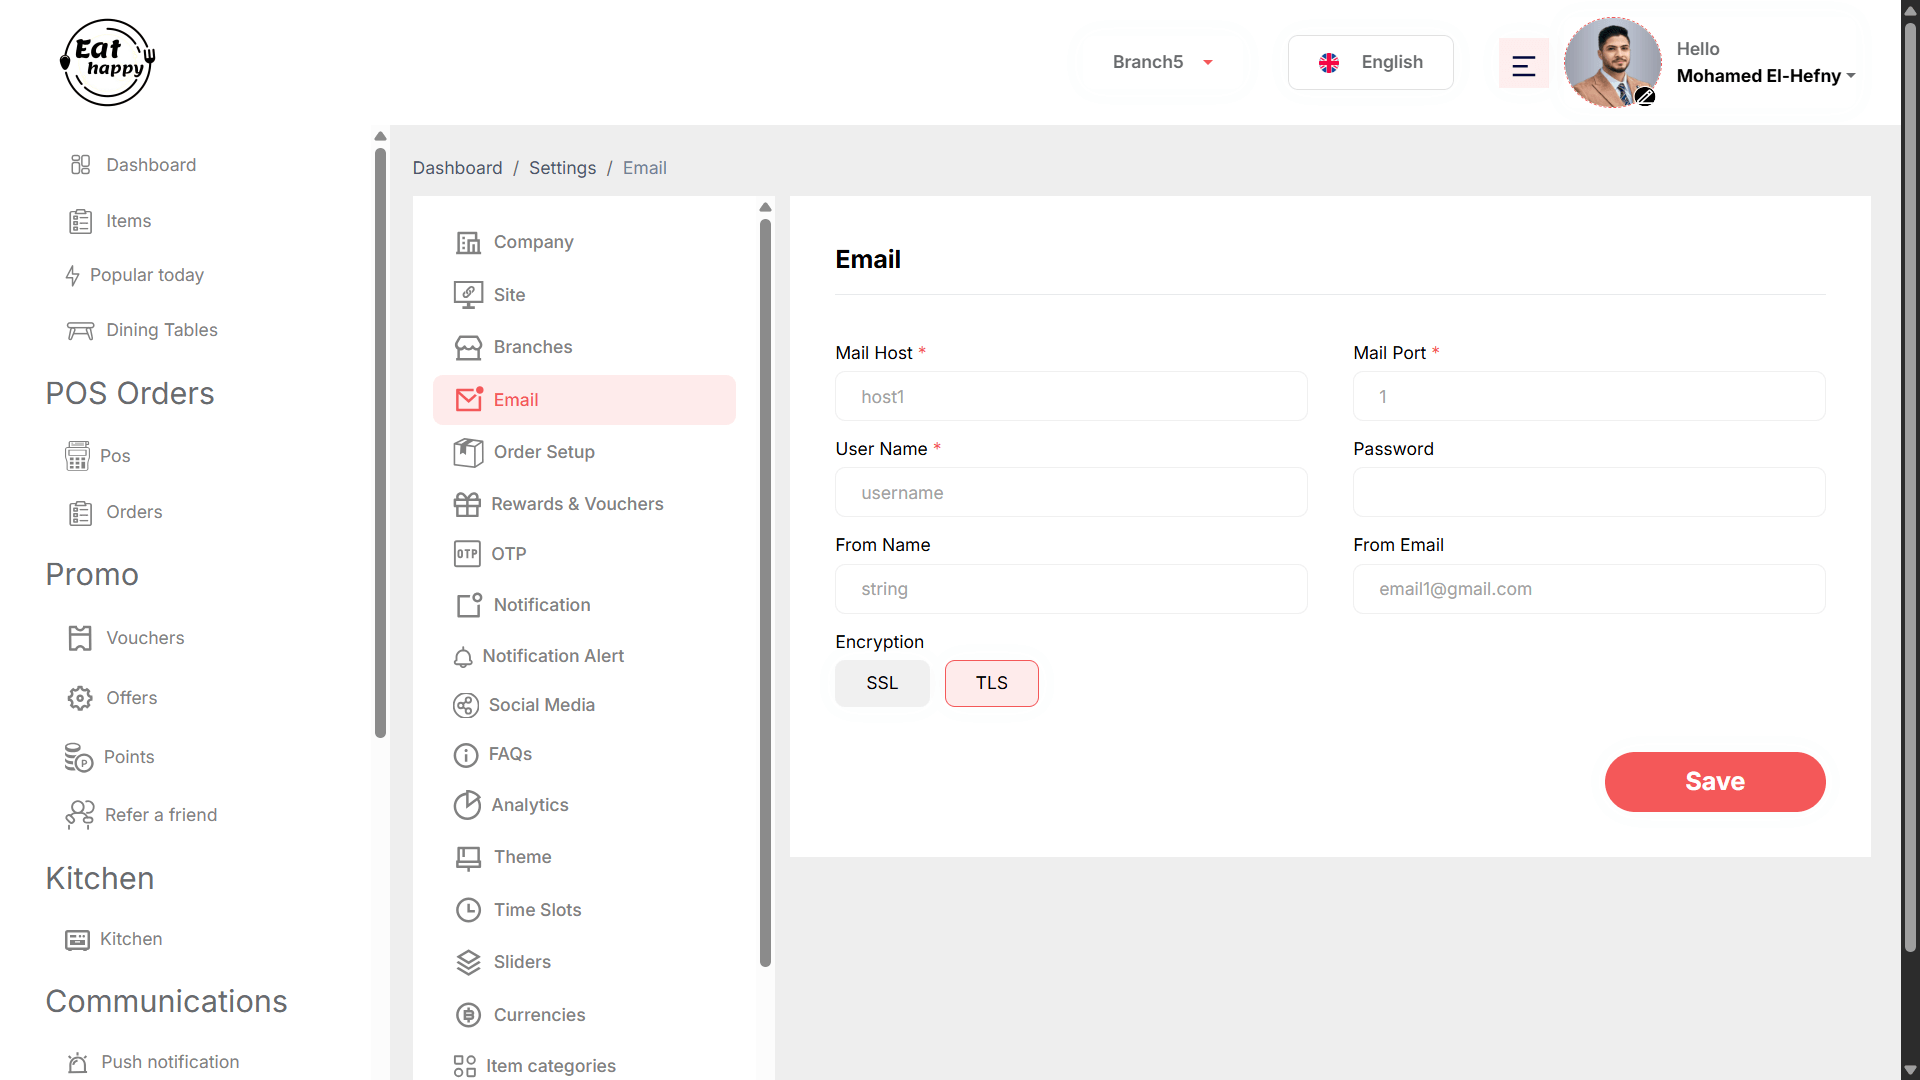 Eat
happy
Branch5
English
Hello
Mohamed El-Hefny
Dashboard
Items
Popular today
Dining Tables
POS Orders
Pos
Orders
Promo
Vouchers
Offers
Points
Refer a friend
Kitchen
Kitchen
Communications
Push notification
Dashboard / Settings / Email
Company
Site
Branches
Email
Order Setup
Rewards & Vouchers
OTP OTP
Notification
Notification Alert
Social Media
FAQs
Analytics
Theme
Time Slots
Sliders
Currencies
Item categories
Email
Mail Host *
host1
Mail Port *
1
User Name *
username
Password
From Name
string
From Email
email1@gmail.com
Encryption
SSL
TLS
Save